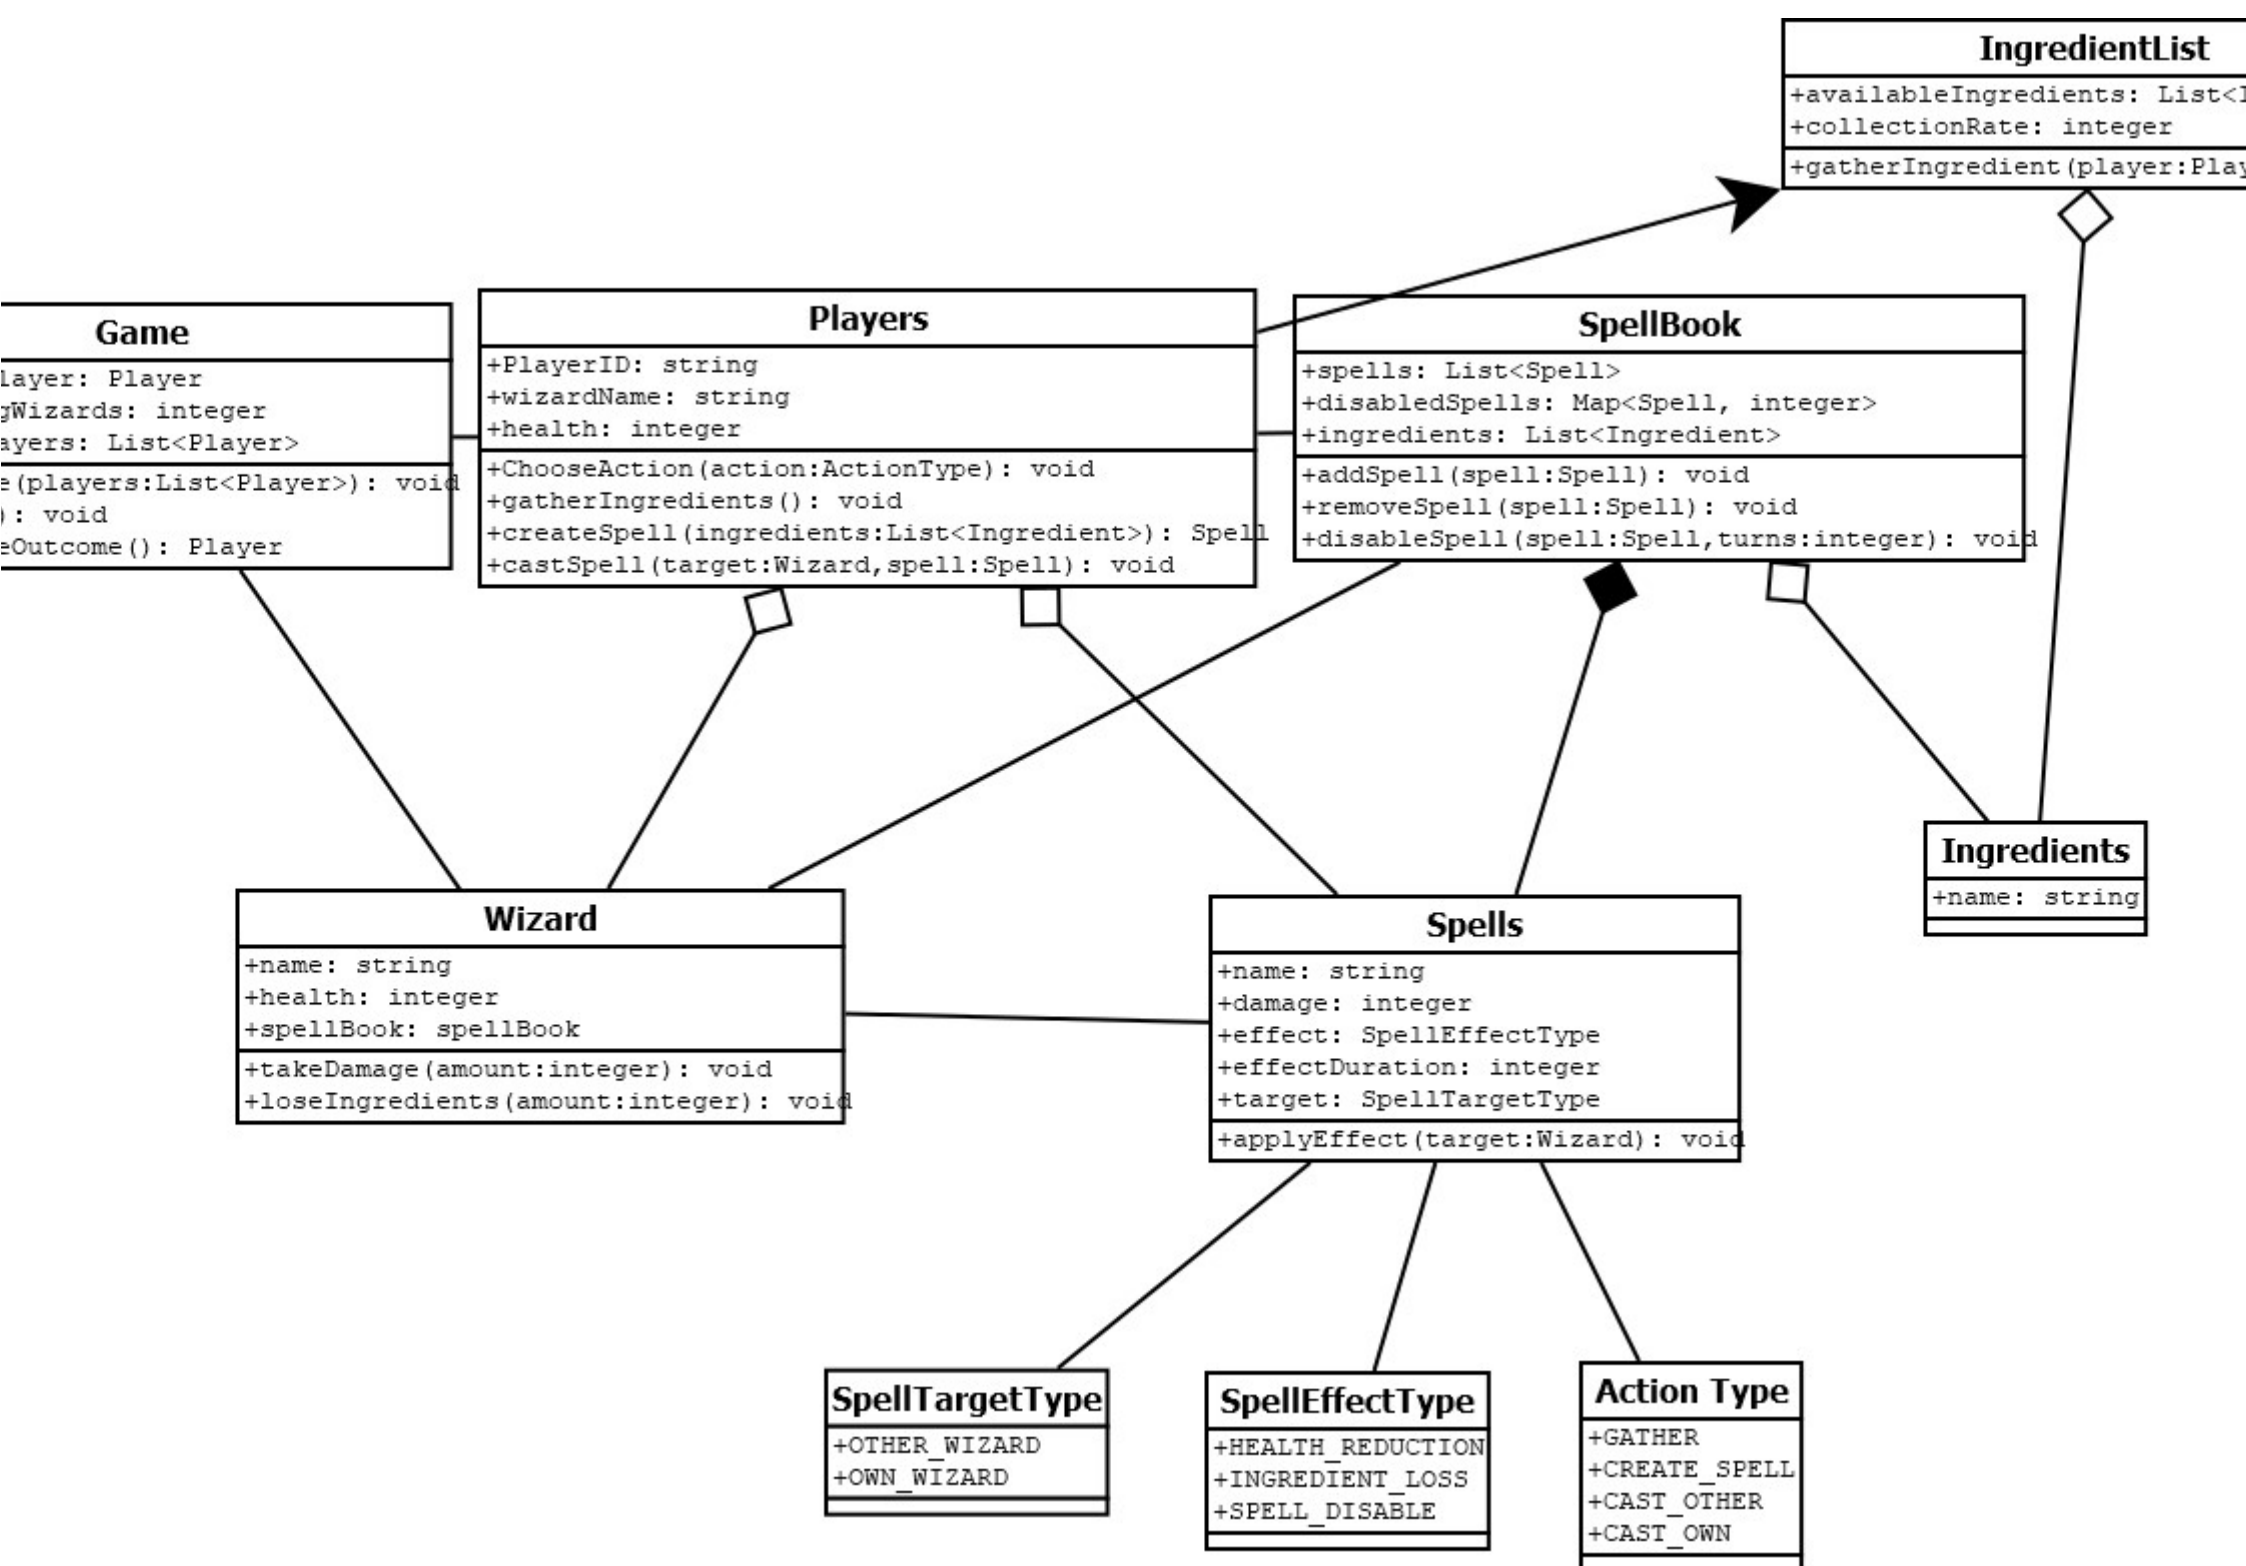 IngredientList
+availableIngredients: List<I
+collectionRate: integer
+gatherIngredient(player:Play
Game
layer: Player
gWizards: integer
ayers: List<Player>
e(players:List<Player>): void
): void
eOutcome(): Player
Players
+PlayerID: string
+wizardName: string
+health: integer
+ChooseAction(action:ActionType): void
+gatherIngredients(): void
+createSpell(ingredients:List<Ingredient>): Spell
+castSpell(target:Wizard,spell:Spell): void
SpellBook
+spells: List<Spell>
+disabledSpells: Map<Spell, integer>
+ingredients: List<Ingredient>
+addSpell(spell:Spell): void
+removeSpell(spell:Spell): void
+disableSpell(spell:Spell,turns:integer): void
Ingredients
+name: string
Wizard
+name: string
+health: integer
+spellBook: spellBook
+takeDamage(amount:integer): void
+loseIngredients(amount:integer): void
Spells
+name: string
+damage: integer
+effect: SpellEffectType
+effectDuration: integer
+target: SpellTargetType
+applyEffect(target:Wizard): void
SpellTargetType
+OTHER_WIZARD
+OWN_WIZARD
SpellEffectType
+HEALTH_REDUCTION
+INGREDIENT_LOSS
+SPELL_DISABLE
Action Type
+GATHER
+CREATE_SPELL
+CAST_OTHER
+CAST_OWN